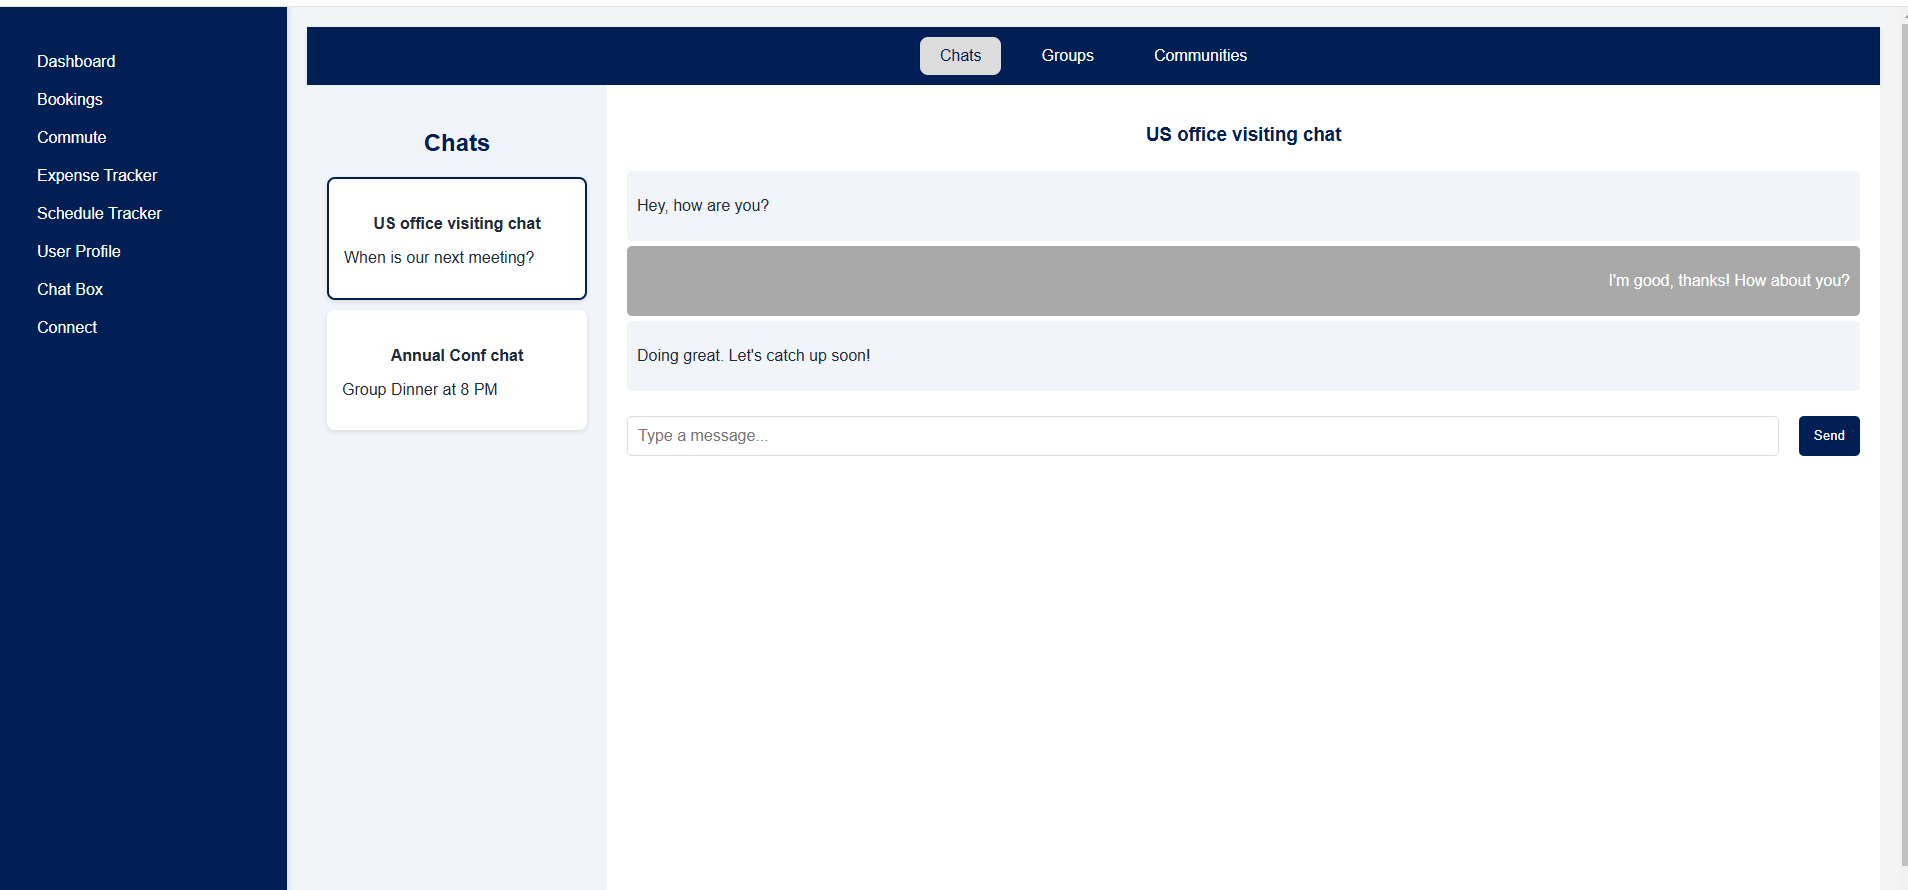 Dashboard
Bookings
Commute
Expense Tracker
Schedule Tracker
User Profile
Chat Box
Connect
Chats
Groups
Communities
Chats
US office visiting chat
When is our next meeting?
Annual Conf chat
Group Dinner at 8 PM
US office visiting chat
Hey, how are you?
I'm good, thanks! How about you?
Doing great. Let's catch up soon!
Type a message...
Send